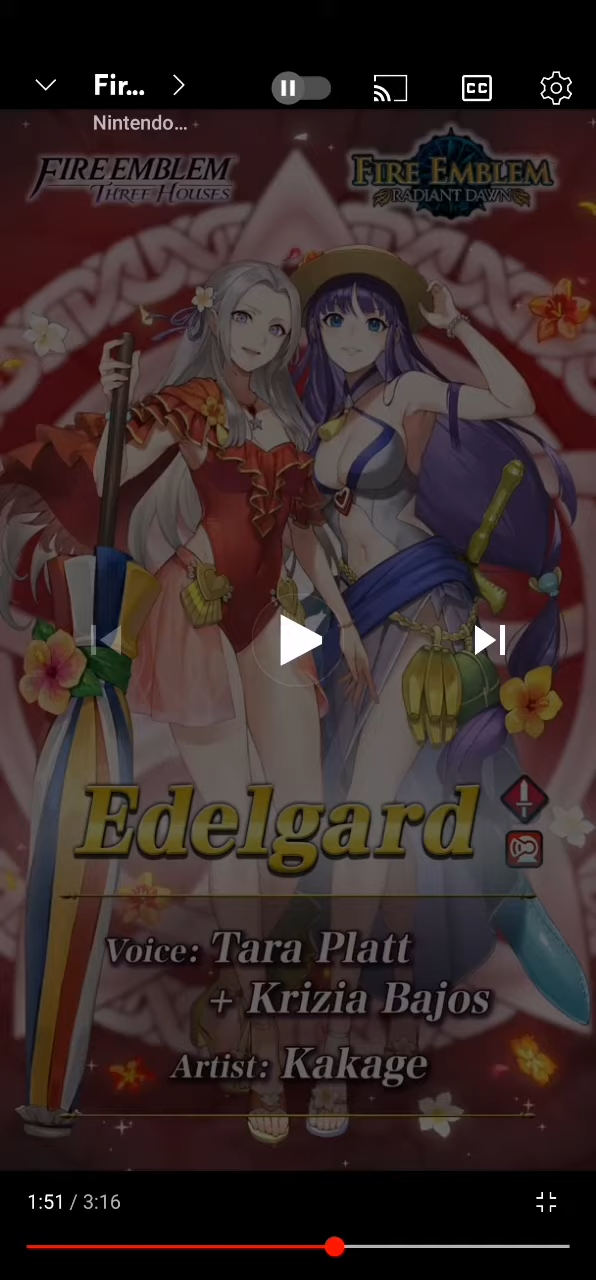 Fir...
CC
Nintendo...
FIRE EMBLEM
THREE HOUSES
FIRE EMBLEM
RADIANT DAWN
Edelgard
Voice: Tara Platt
+ Krizia Bajos
Artist: Kakage
1:51 / 3:16